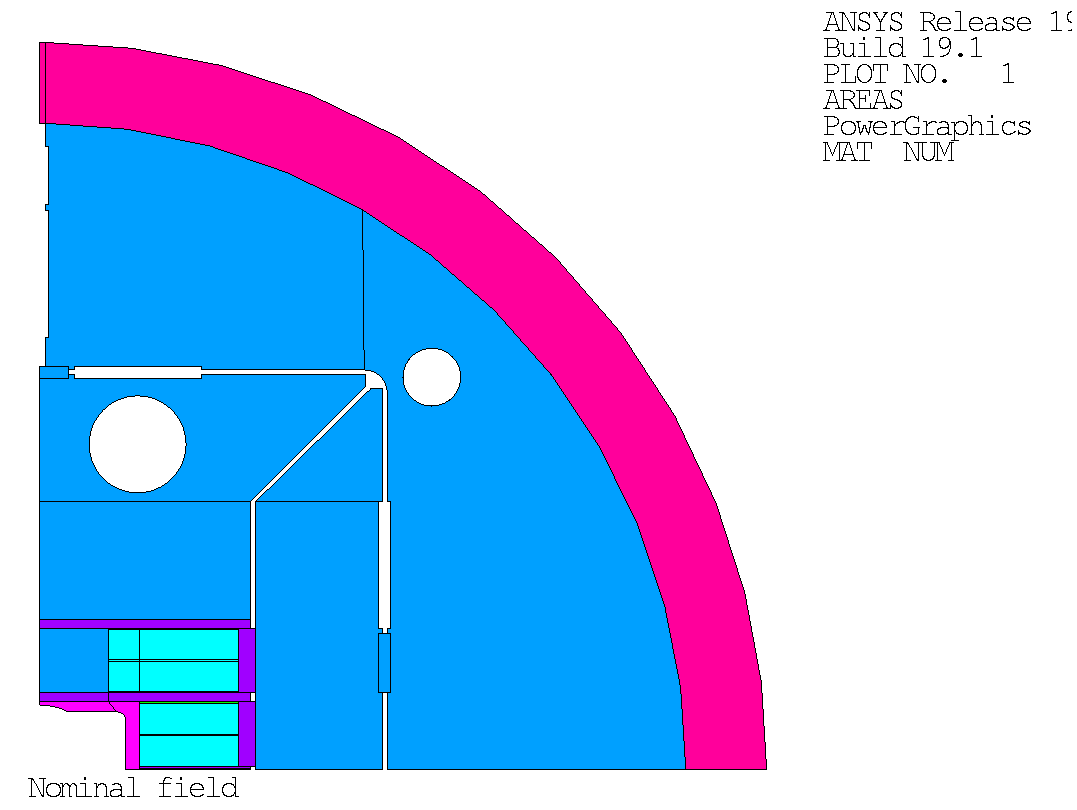 ANSYS Release 19
Build 19.1
PLOT NO.   1
AREAS
PowerGraphics
MAT  NUM
Nominal field